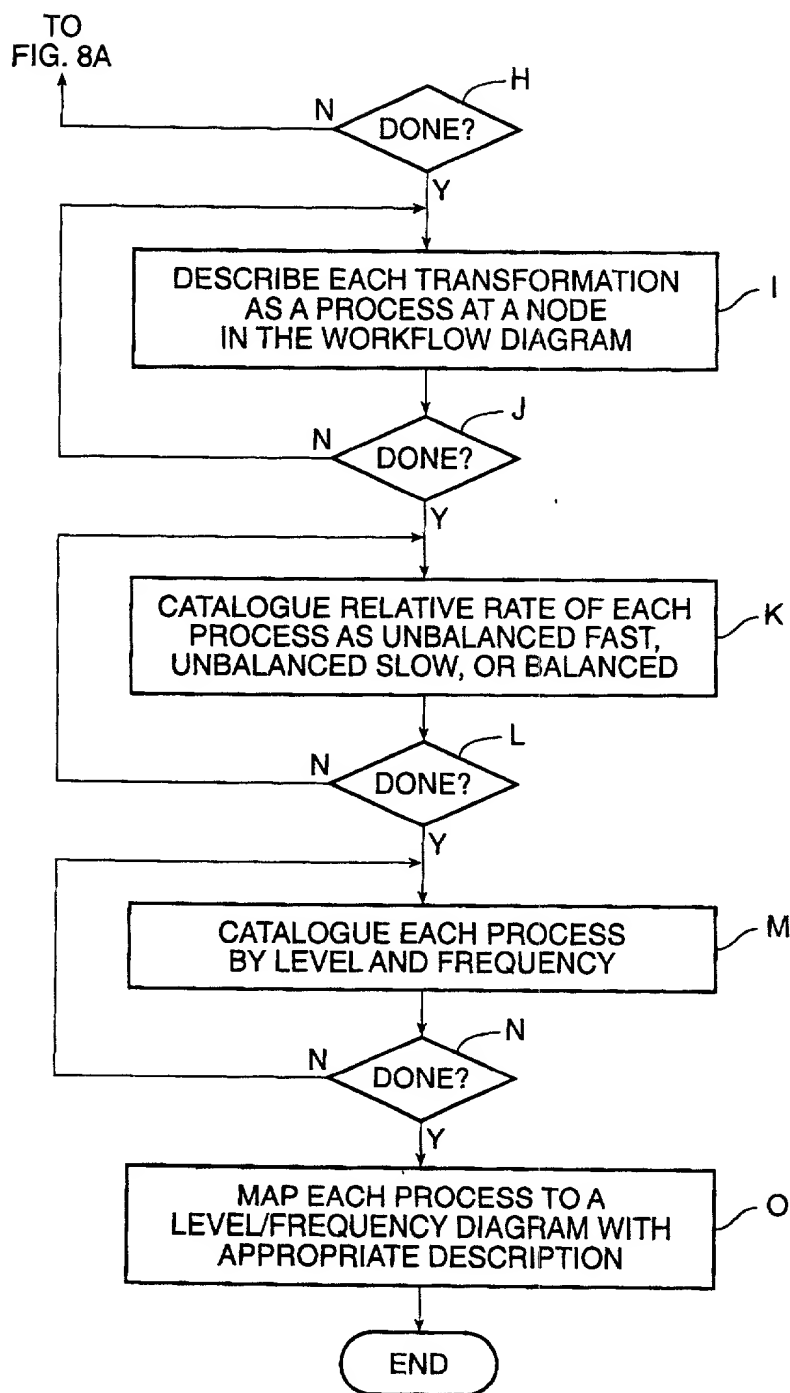 TO
FIG. 8A
H
N
DONE?
Y
DESCRIBE EACH TRANSFORMATION
AS A PROCESS AT A NODE
IN THE WORKFLOW DIAGRAM
I
J
N
DONE?
Y
CATALOGUE RELATIVE RATE OF EACH
PROCESS AS UNBALANCED FAST,
UNBALANCED SLOW, OR BALANCED
K
L
N
DONE?
Y
CATALOGUE EACH PROCESS
BY LEVEL AND FREQUENCY
M
N
N
DONE?
Y
MAP EACH PROCESS TO A
LEVEL/FREQUENCY DIAGRAM WITH
APPROPRIATE DESCRIPTION
O
END